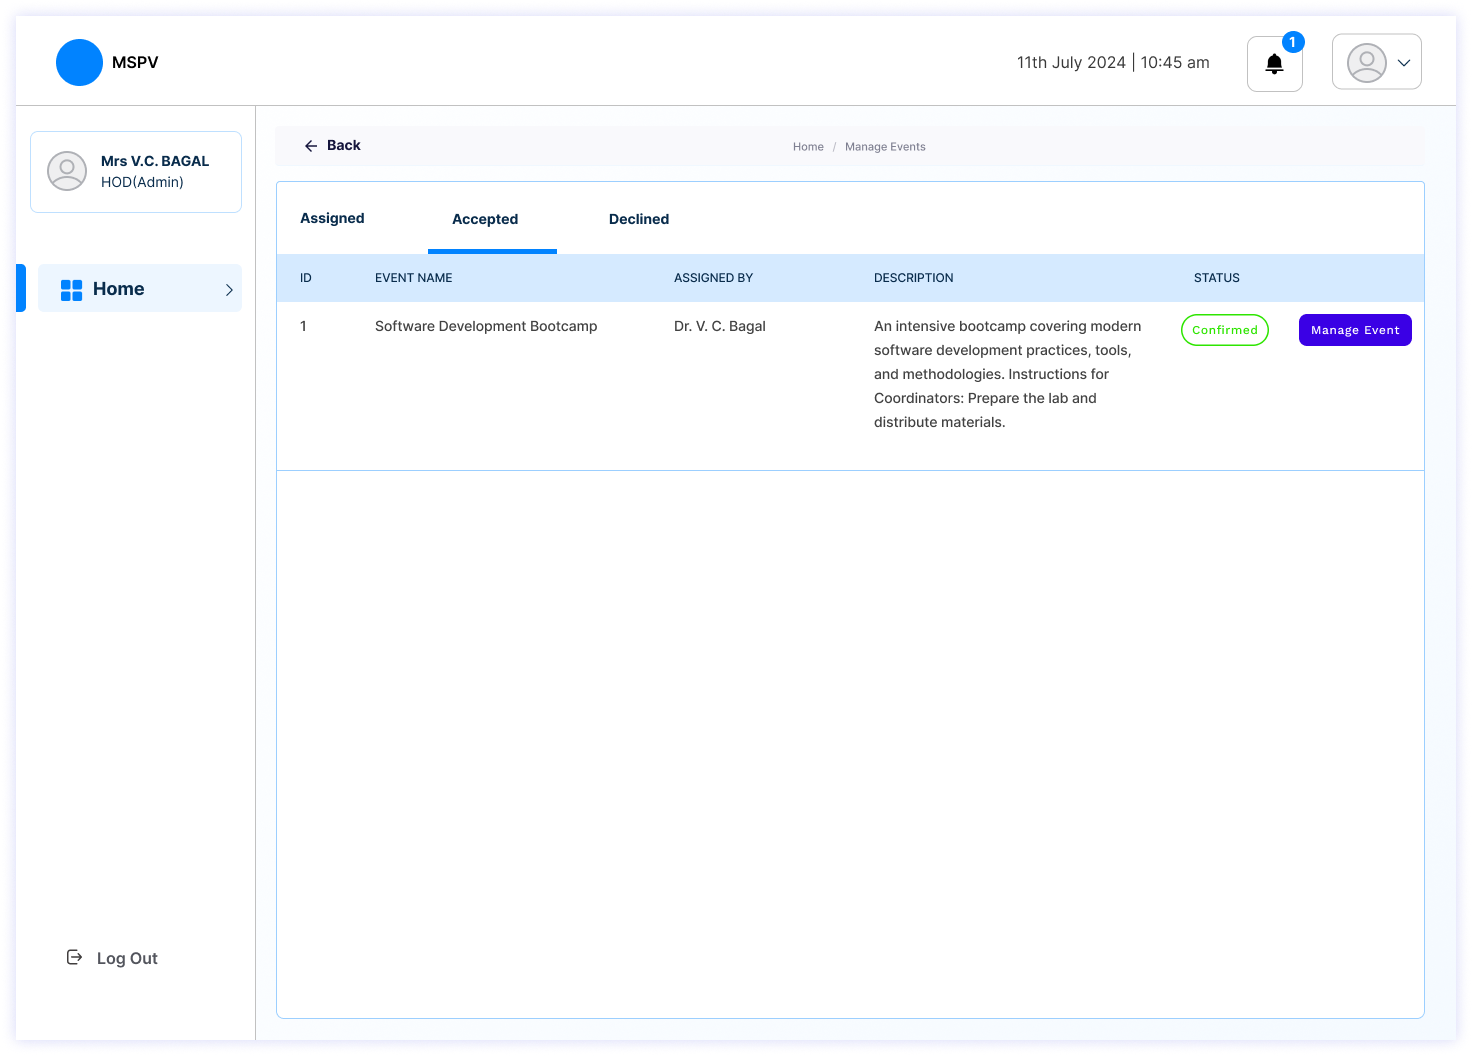 MSPV
11th July 2024 | 10:45 am
1
Mrs V.C. BAGAL
HOD(Admin)
Home
Log Out
Back
Home / Manage Events
Assigned Accepted Declined
ID EVENT NAME ASSIGNED BY DESCRIPTION STATUS
1 Software Development Bootcamp Dr. V. C. Bagal An intensive bootcamp covering modern Confirmed Manage Event
software development practices, tools,
and methodologies. Instructions for
Coordinators: Prepare the lab and
distribute materials.